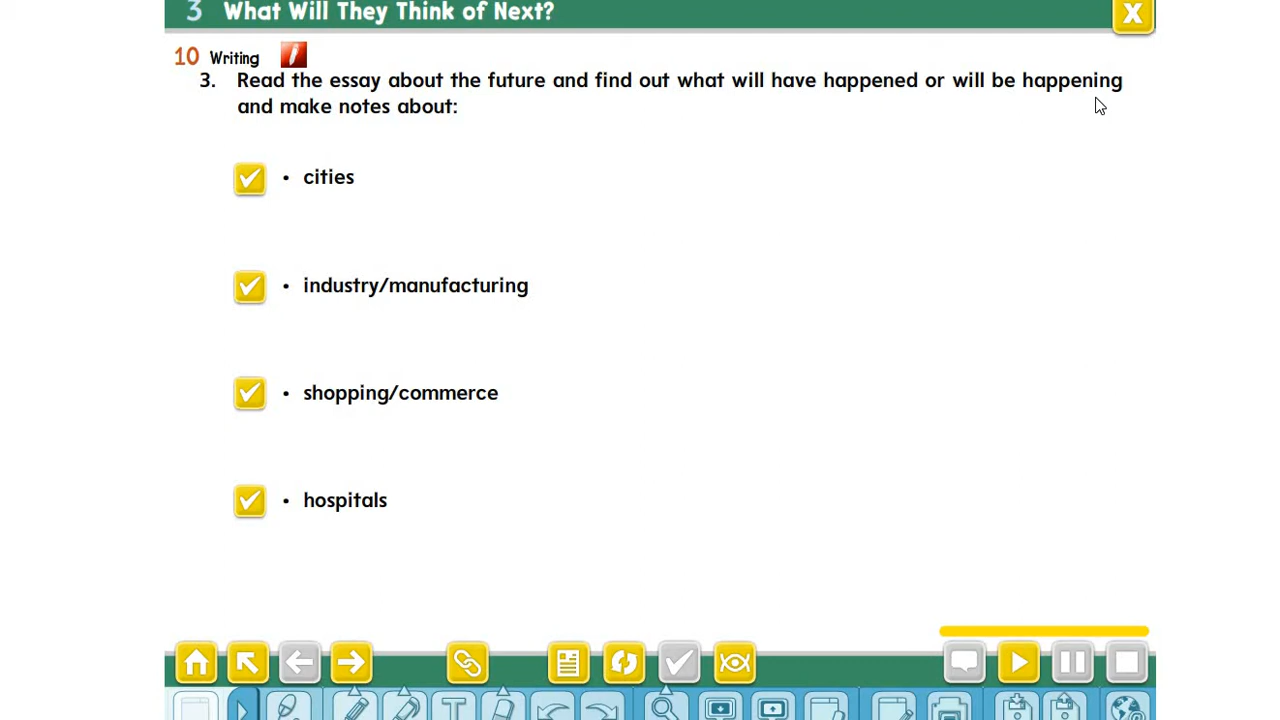 3 What Will They Think of Next?
X
10 Writing
3. Read the essay about the future and find out what will have happened or will be happening
and make notes about:
• cities
• industry/manufacturing
• shopping/commerce
• hospitals
T